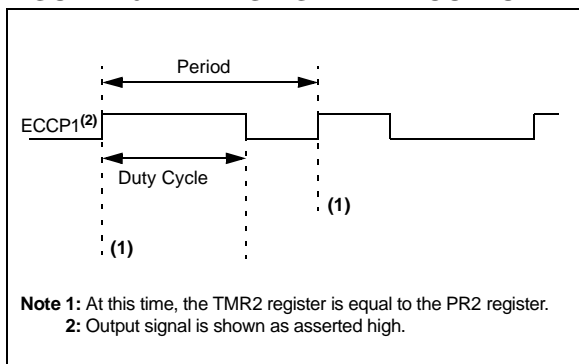 Period
ECCP1(2)
Duty Cycle
(1)
(1)
Note 1: At this time, the TMR2 register is equal to the PR2 register.
2: Output signal is shown as asserted high.